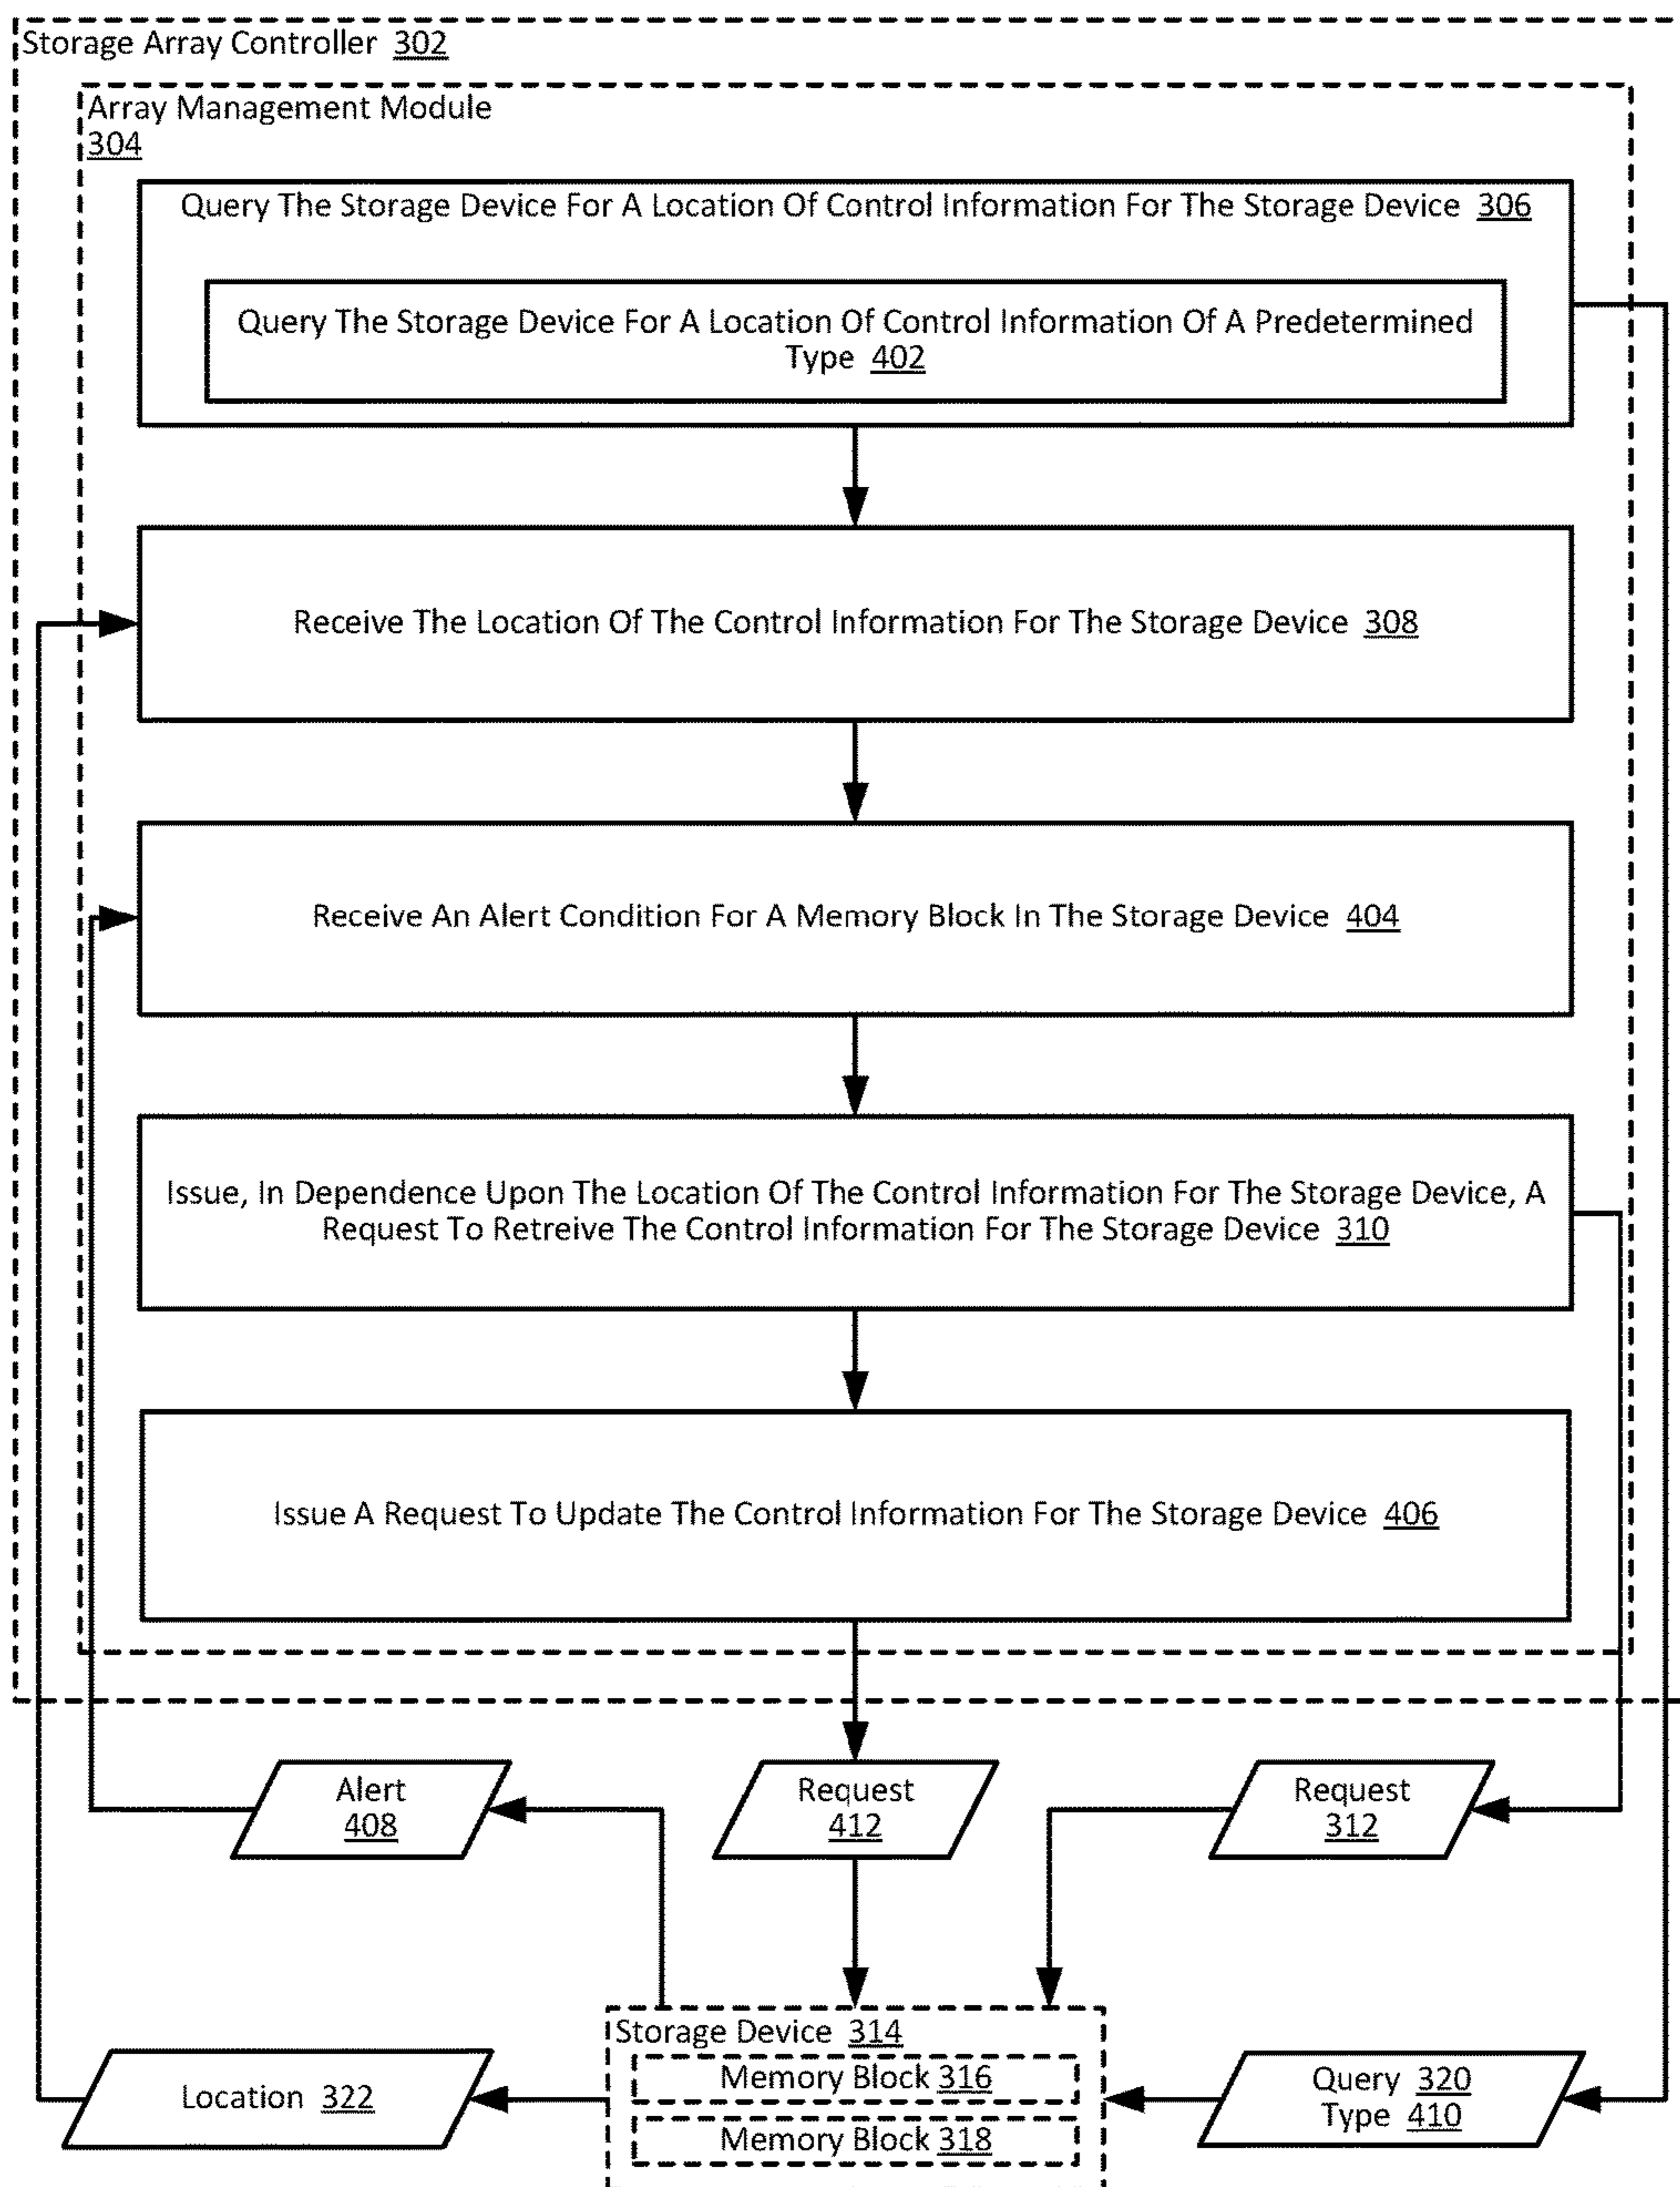 Storage Array Controller 302
Array Management Module
304
Query The Storage Device For A Location Of Control Information For The Storage Device 306
Query The Storage Device For A Location Of Control Information Of A Predetermined
Type 402
Receive The Location Of The Control Information For The Storage Device 308
Receive An Alert Condition For A Memory Block In The Storage Device 404
Issue, In Dependence Upon The Location Of The Control Information For The Storage Device, A
Request To Retreive The Control Information For The Storage Device 310
Issue A Request To Update The Control Information For The Storage Device 406
Alert
408
Request
412
Request
312
Storage Device 314
Memory Block 316
Memory Block 318
Location 322
Query 320
Type 410